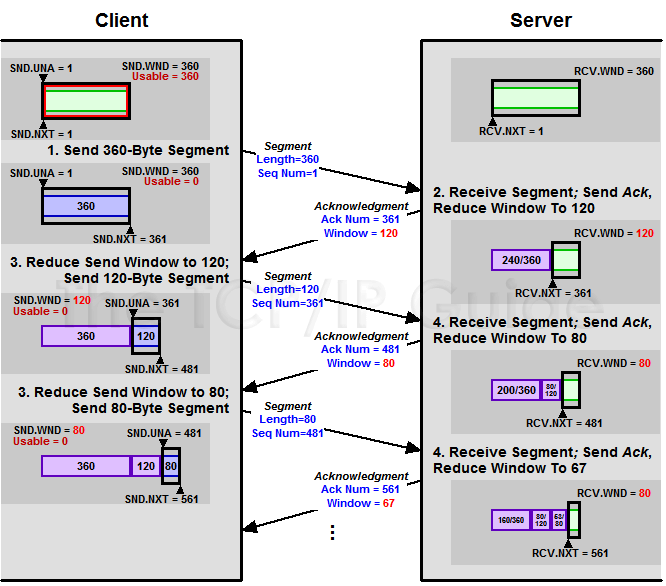 Client
Server
SND.UNA = 1
SND.WND = 360
Usable = 360
SND.NXT = 1
RCV.WND = 360
RCV.NXT = 1
1. Send 360-Byte Segment
Segment
Length=360
Seq Num=1
SND.UNA = 1
SND.WND = 360
Usable = 0
360
SND.NXT = 361
2. Receive Segment; Send Ack,
Reduce Window To 120
Acknowledgment
Ack Num = 361
Window = 120
RCV.WND = 120
240/360
RCV.NXT = 361
3. Reduce Send Window to 120;
Send 120-Byte Segment
Segment
Length=120
Seq Num=361
SND.WND = 120
Usable = 0
SND.UNA = 361
360
120
SND.NXT = 481
4. Receive Segment; Send Ack,
Reduce Window To 80
Acknowledgment
Ack Num = 481
Window = 80
RCV.WND = 80
200/360
80/
120
RCV.NXT = 481
3. Reduce Send Window to 80;
Send 80-Byte Segment
Segment
Length=80
Seq Num=481
SND.WND = 80
Usable = 0
SND.UNA = 481
360
120
80
SND.NXT = 561
4. Receive Segment; Send Ack,
Reduce Window To 67
Acknowledgment
Ack Num = 561
Window = 67
RCV.WND = 80
160/360
80/
120
53/
80
RCV.NXT = 561
The TCP/IP Guide